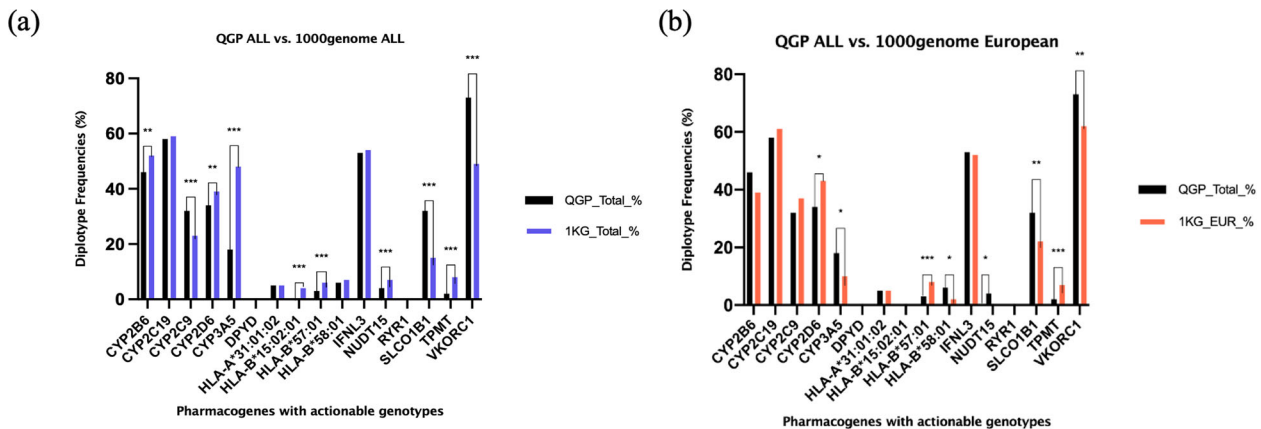 (a)
QGP ALL vs. 1000genome ALL
Diplotype Frequencies (%)
80
60
40
20
0
**
***
**
***
***
***
***
***
***
***
CYP2B6
CYP2C19
CYP2C9
CYP2D6
CYP3A5
DPYD
HLA-A*31:01:02
HLA-B*15:02:01
HLA-B*57:01
HLA-B*58:01
IFNL3
NUDT15
RYR1
SLCO1B1
TPMT
VKORC1
Pharmacogenes with actionable genotypes
QGP_Total_%
1KG_Total_%
(b)
QGP ALL vs. 1000genome European
Diplotype Frequencies (%)
80
60
40
20
0
*
*
***
*
*
**
***
**
CYP2B6
CYP2C19
CYP2C9
CYP2D6
CYP3A5
DPYD
HLA-A*31:01:02
HLA-B*15:02:01
HLA-B*57:01
HLA-B*58:01
IFNL3
NUDT15
RYR1
SLCO1B1
TPMT
VKORC1
Pharmacogenes with actionable genotypes
QGP_Total_%
1KG_EUR_%